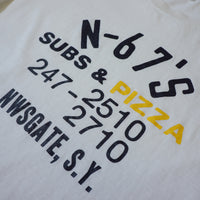 N-67'S
SUBS & PIZZA
247-2510
2710
NWSGATE, S.Y.